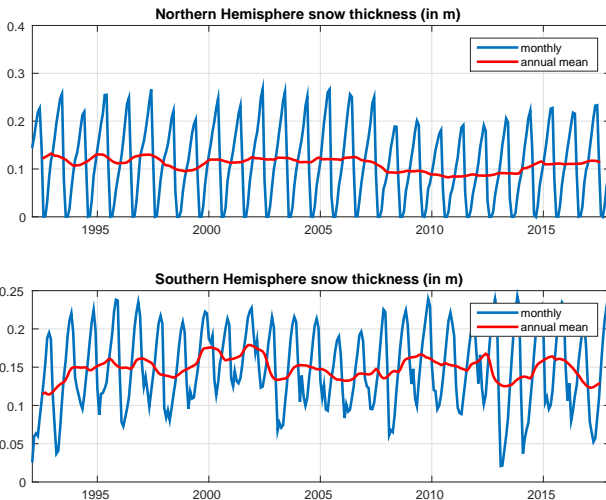 Northern Hemisphere snow thickness (in m)
0.4
0.3
0.2
0.1
0
monthly
annual mean
1995 2000 2005 2010 2015
Southern Hemisphere snow thickness (in m)
0.25
0.2
0.15
0.1
0.05
0
monthly
annual mean
1995 2000 2005 2010 2015